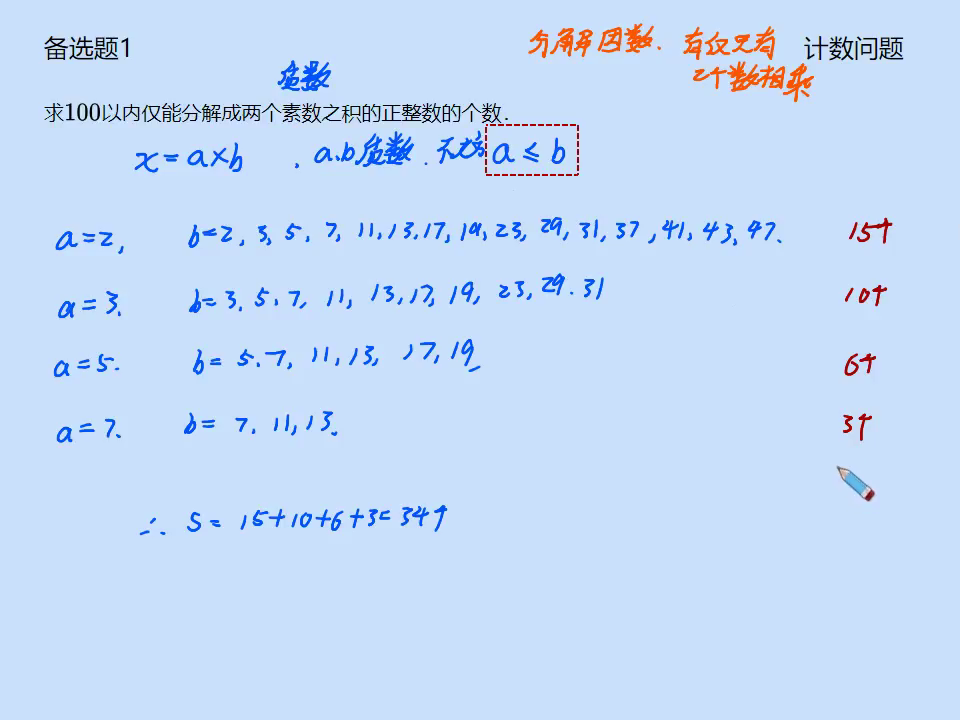 备选题1
分解质因数. 有仅只有
计数问题
质数
2个数相乘
求100以内仅能分解成两个素数之积的正整数的个数.
x = a×b , a.b质数 . 不妨 a ≤ b
a=2, b=2, 3, 5, 7, 11, 13, 17, 19, 23, 29, 31, 37, 41, 43, 47. 15个
a=3. b=3. 5. 7, 11, 13, 17, 19, 23, 29. 31 10个
a=5. b= 5.7, 11, 13, 17, 19 6个
a=7. b= 7. 11, 13. 3个
∴ S = 15+10+6+3= 34个